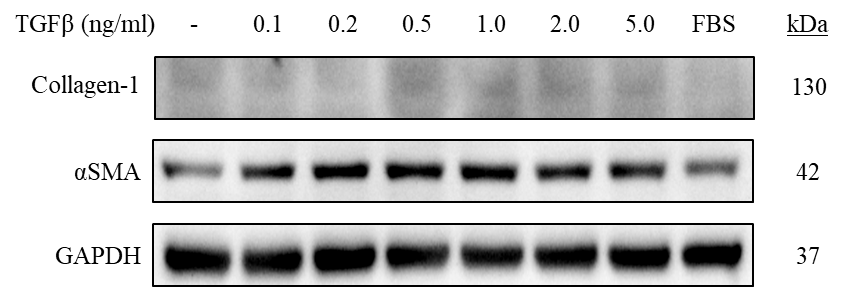 TGFβ (ng/ml) - 0.1 0.2 0.5 1.0 2.0 5.0 FBS kDa
Collagen-1 130
αSMA 42
GAPDH 37